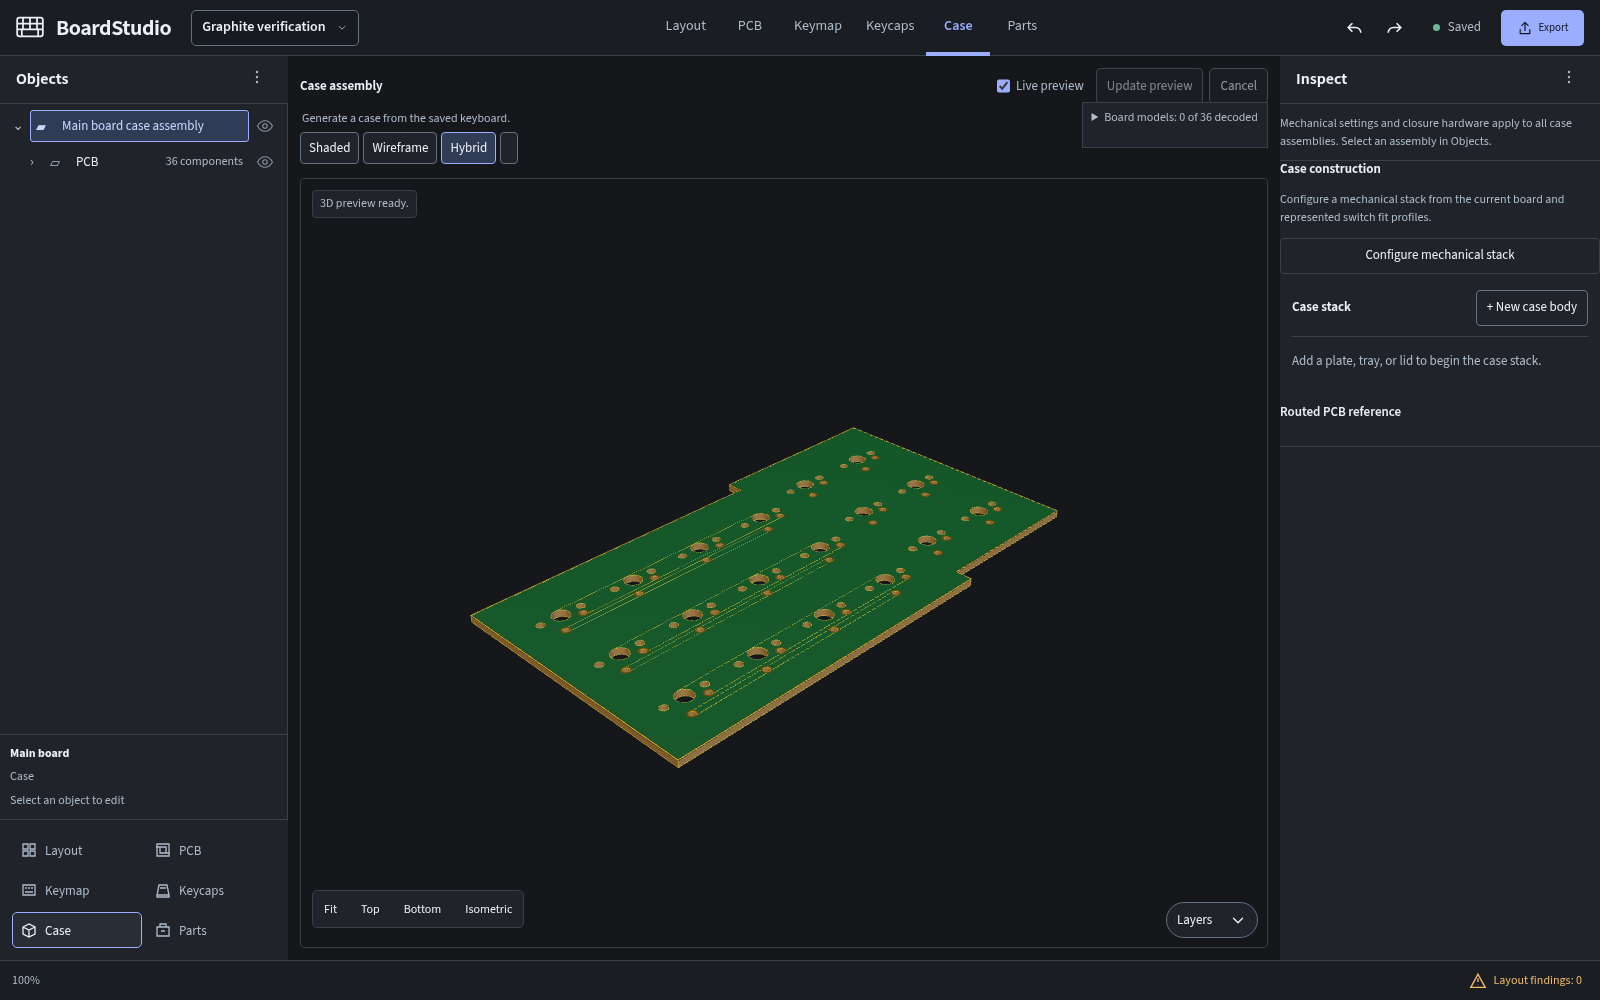 BoardStudio
Graphite verification
Layout
PCB
Keymap
Keycaps
Case
Parts
Saved
Export
Objects
Main board case assembly
PCB
36 components
Main board
Case
Select an object to edit
Layout
PCB
Keymap
Keycaps
Case
Parts
Case assembly
Live preview
Update preview
Cancel
Generate a case from the saved keyboard.
Board models: 0 of 36 decoded
Shaded
Wireframe
Hybrid
3D preview ready.
Fit
Top
Bottom
Isometric
Layers
Inspect
Mechanical settings and closure hardware apply to all case
assemblies. Select an assembly in Objects.
Case construction
Configure a mechanical stack from the current board and
represented switch fit profiles.
Configure mechanical stack
Case stack
+ New case body
Add a plate, tray, or lid to begin the case stack.
Routed PCB reference
100%
Layout findings: 0